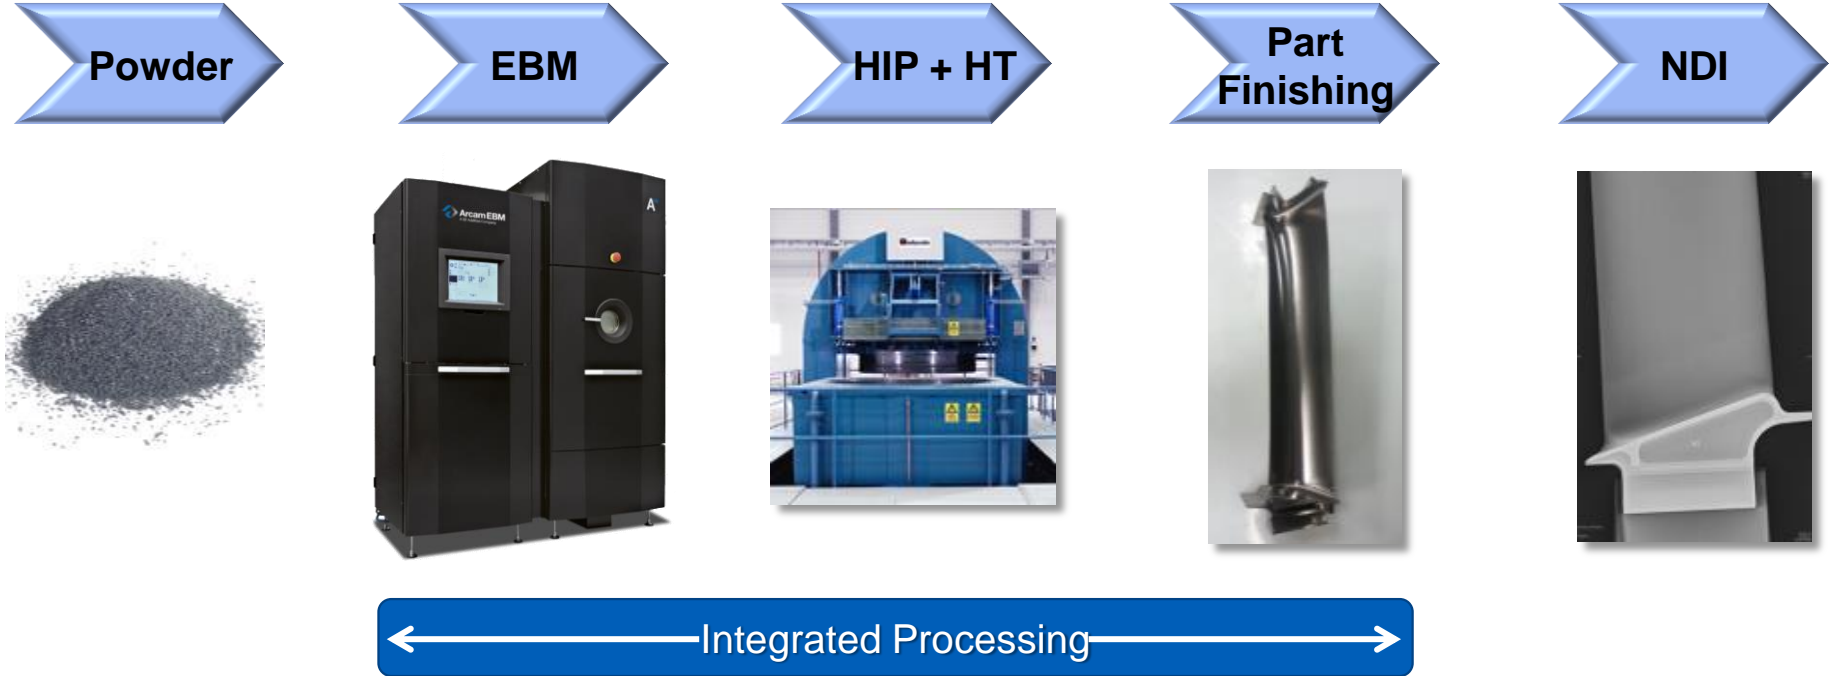 Powder
EBM
HIP + HT
Part
Finishing
NDI
Arcam EBM
A
Integrated Processing